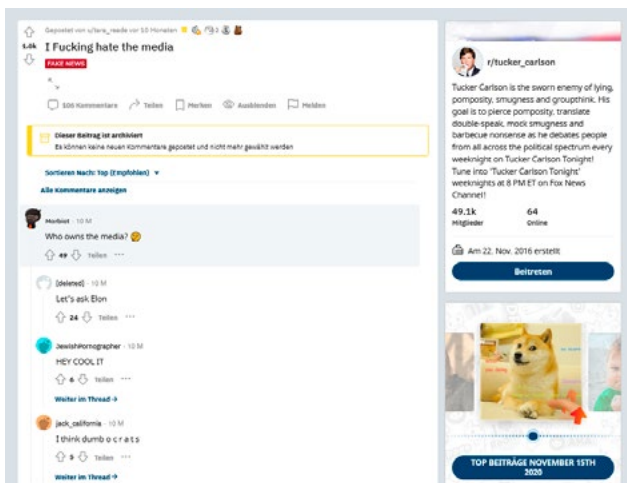 Gepostet von u/tara_reade vor 10 Monaten
1.0k
I Fucking hate the media
FAKE NEWS
506 Kommentare
Teilen
Merken
Ausblenden
Melden
Dieser Beitrag ist archiviert
Es können keine neuen Kommentare gepostet und nicht mehr gewählt werden
Sortieren Nach: Top (Empfohlen)
Alle Kommentare anzeigen
Morbist · 10 M
Who owns the media? 🤔
49 Teilen ···
[deleted] · 10 M
Let's ask Elon
24 Teilen ···
JewishPornographer · 10 M
HEY COOL IT
6 Teilen ···
Weiter im Thread →
jack_california · 10 M
I think dumb o c r a t s
Teilen ···
Weiter im Thread →
r/tucker_carlson
Tucker Carlson is the sworn enemy of lying,
pomposity, smugness and groupthink. His
goal is to pierce pomposity, translate
double-speak, mock smugness and
barbecue nonsense as he debates people
from all across the political spectrum every
weeknight on Tucker Carlson Tonight!
Tune into 'Tucker Carlson Tonight'
weeknights at 8 PM ET on Fox News
Channel!
49.1k
Mitglieder
64
Online
Am 22. Nov. 2016 erstellt
Beitreten
TOP BEITRÄGE NOVEMBER 15TH
2020